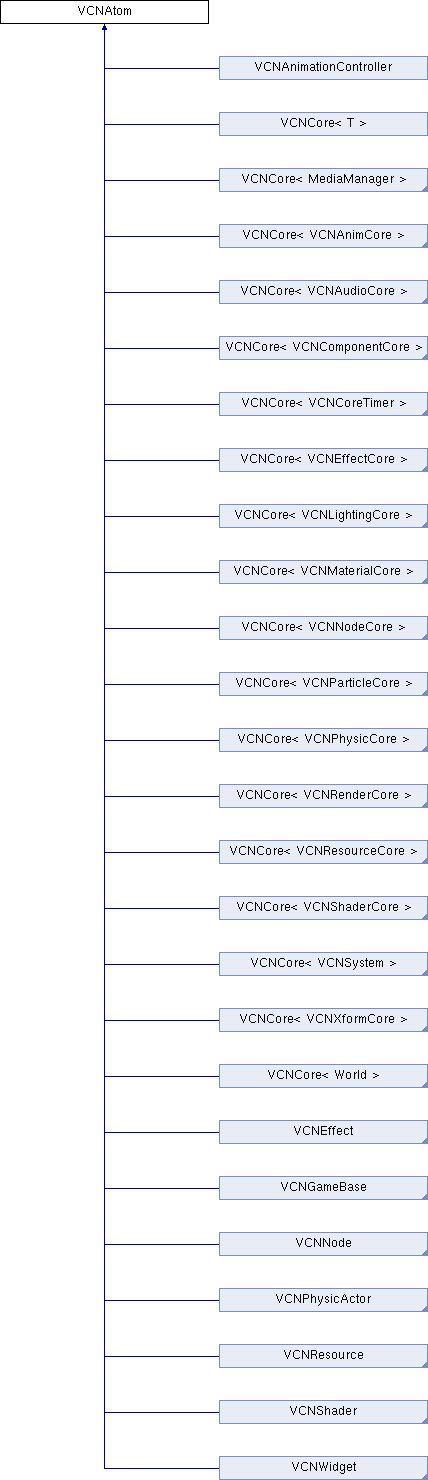 VCNAtom
VCNAnimationController
VCNCore< T >
VCNCore< MediaManager >
VCNCore< VCNAnimCore >
VCNCore< VCNAudioCore >
VCNCore< VCNComponentCore >
VCNCore< VCNCoreTimer >
VCNCore< VCNEffectCore >
VCNCore< VCNLightingCore >
VCNCore< VCNMaterialCore >
VCNCore< VCNNodeCore >
VCNCore< VCNParticleCore >
VCNCore< VCNPhysicCore >
VCNCore< VCNRenderCore >
VCNCore< VCNResourceCore >
VCNCore< VCNShaderCore >
VCNCore< VCNSystem >
VCNCore< VCNXformCore >
VCNCore< World >
VCNEffect
VCNGameBase
VCNNode
VCNPhysicActor
VCNResource
VCNShader
VCNWidget